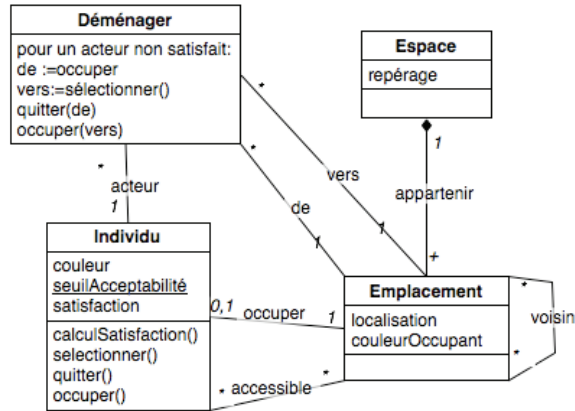 Déménager
pour un acteur non satisfait:
de :=occuper
vers:=sélectionner()
quitter(de)
occuper(vers)
Espace
repérage
*
*
1
vers
appartenir
*
acteur
1
de
1
1
+
Individu
couleur
seuilAcceptabilité
satisfaction
calculSatisfaction()
selectionner()
quitter()
occuper()
0,1
occuper
1
Emplacement
localisation
couleurOccupant
*
voisin
*
*
accessible
*